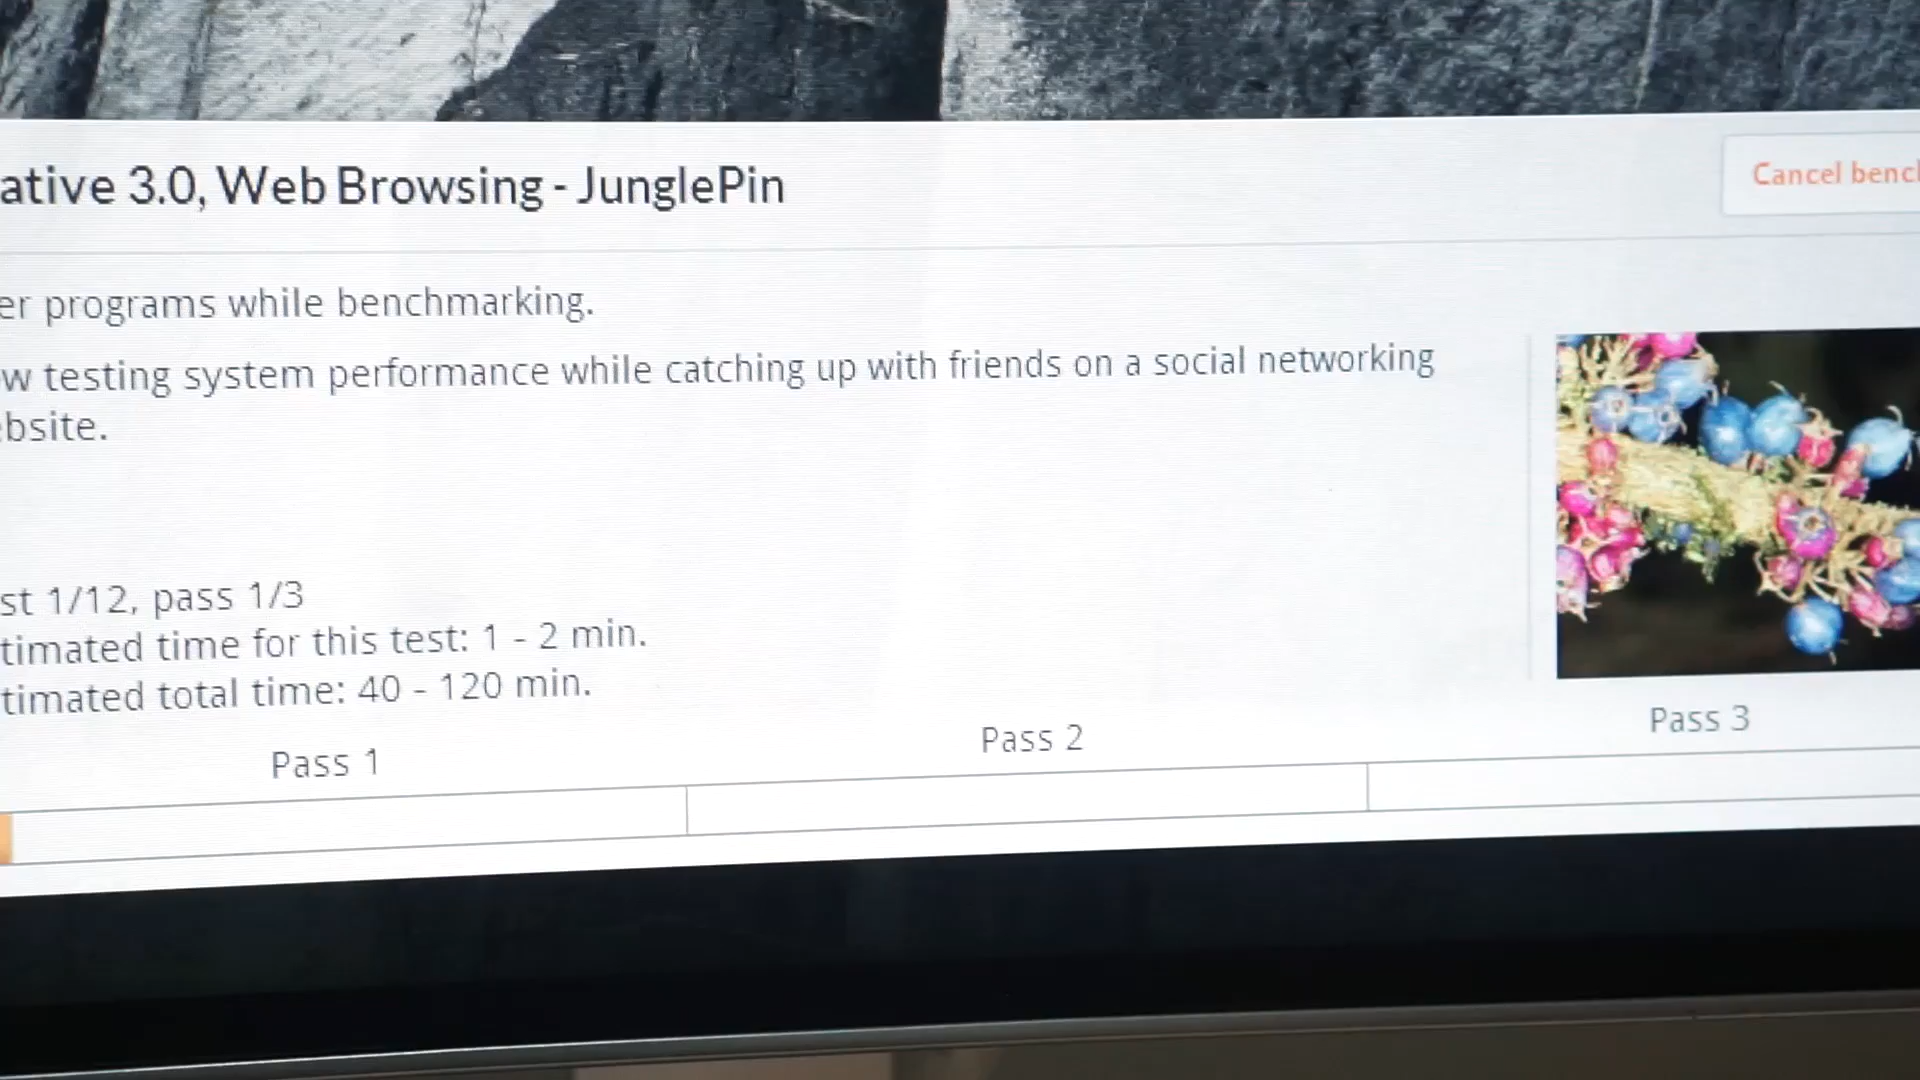 ative 3.0, Web Browsing - JunglePin
Cancel bencl
er programs while benchmarking.
w testing system performance while catching up with friends on a social networking
bsite.
st 1/12, pass 1/3
timated time for this test: 1 - 2 min.
timated total time: 40 - 120 min.
Pass 1
Pass 2
Pass 3